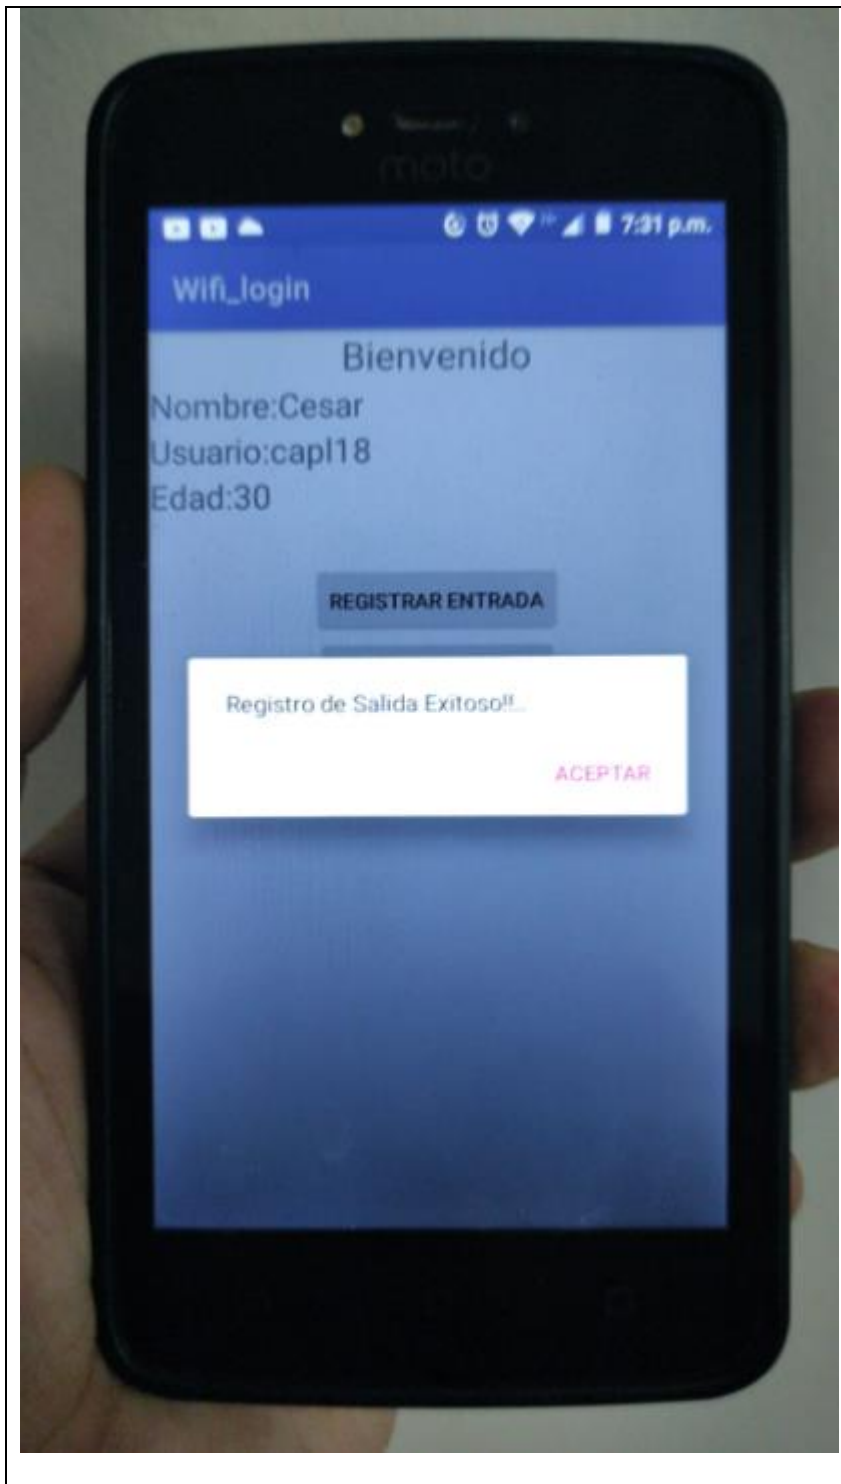 moto
7:31 p.m.
Wifi_login
Bienvenido
Nombre:Cesar
Usuario:capl18
Edad:30
REGISTRAR ENTRADA
Registro de Salida Exitoso!!...
ACEPTAR